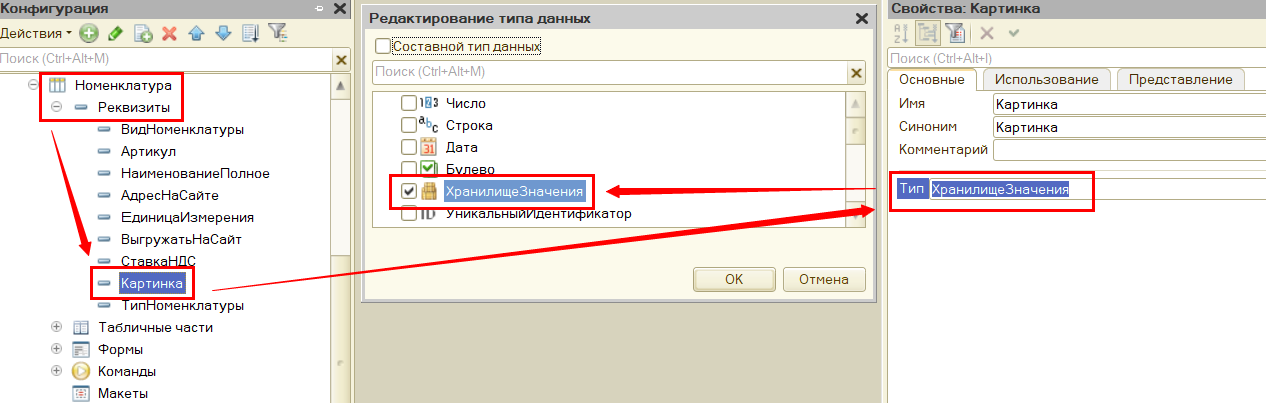 Конфигурация
Действия
Поиск (Ctrl+Alt+M)
Номенклатура
Реквизиты
ВидНоменклатуры
Артикул
НаименованиеПолное
АдресНаСайте
ЕдиницаИзмерения
ВыгружатьНаСайт
СтавкаНДС
Картинка
ТипНоменклатуры
Табличные части
Формы
Команды
Макеты
Редактирование типа данных
Составной тип данных
Поиск (Ctrl+Alt+M)
Число
Строка
Дата
Булево
ХранилищеЗначения
УникальныйИдентификатор
OK
Отмена
Свойства: Картинка
Поиск (Ctrl+Alt+I)
Основные Использование Представление
Имя Картинка
Синоним Картинка
Комментарий
Тип ХранилищеЗначения